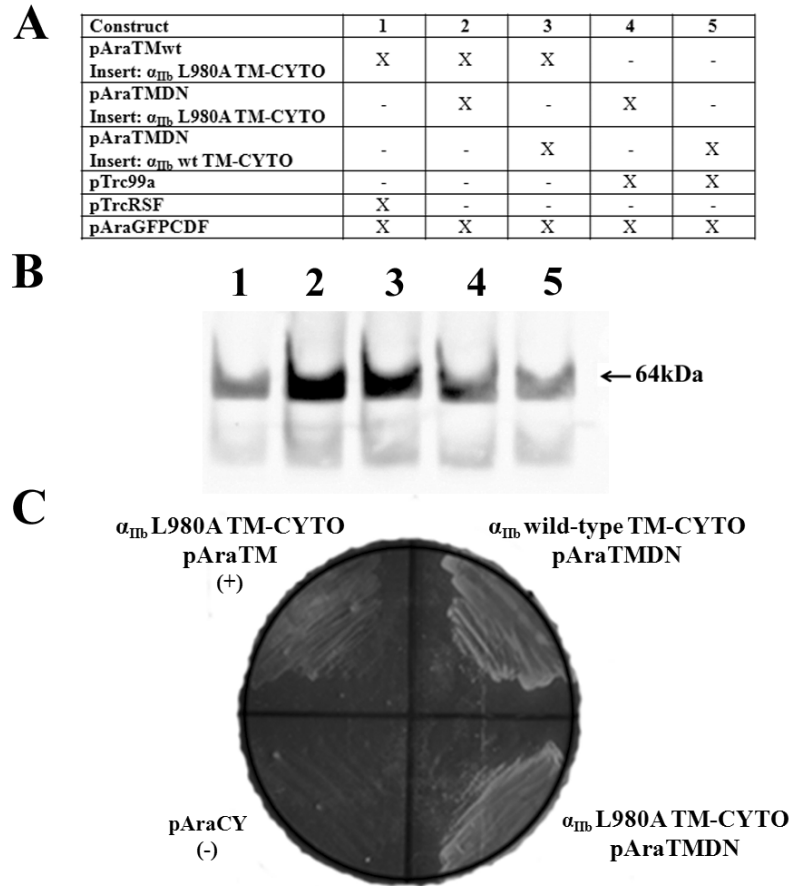 A
Construct 1 2 3 4 5
pAraTMwt
Insert: αIIb L980A TM-CYTO X X X - -
pAraTMDN
Insert: αIIb L980A TM-CYTO - X - X -
pAraTMDN
Insert: αIIb wt TM-CYTO - - X - X
pTrc99a - - - X X
pTrcRSF X - - - -
pAraGFPCDF X X X X X
B
1 2 3 4 5
←64kDa
C
αIIb L980A TM-CYTO
pAraTM
(+)
αIIb wild-type TM-CYTO
pAraTMDN
pAraCY
(-)
αIIb L980A TM-CYTO
pAraTMDN